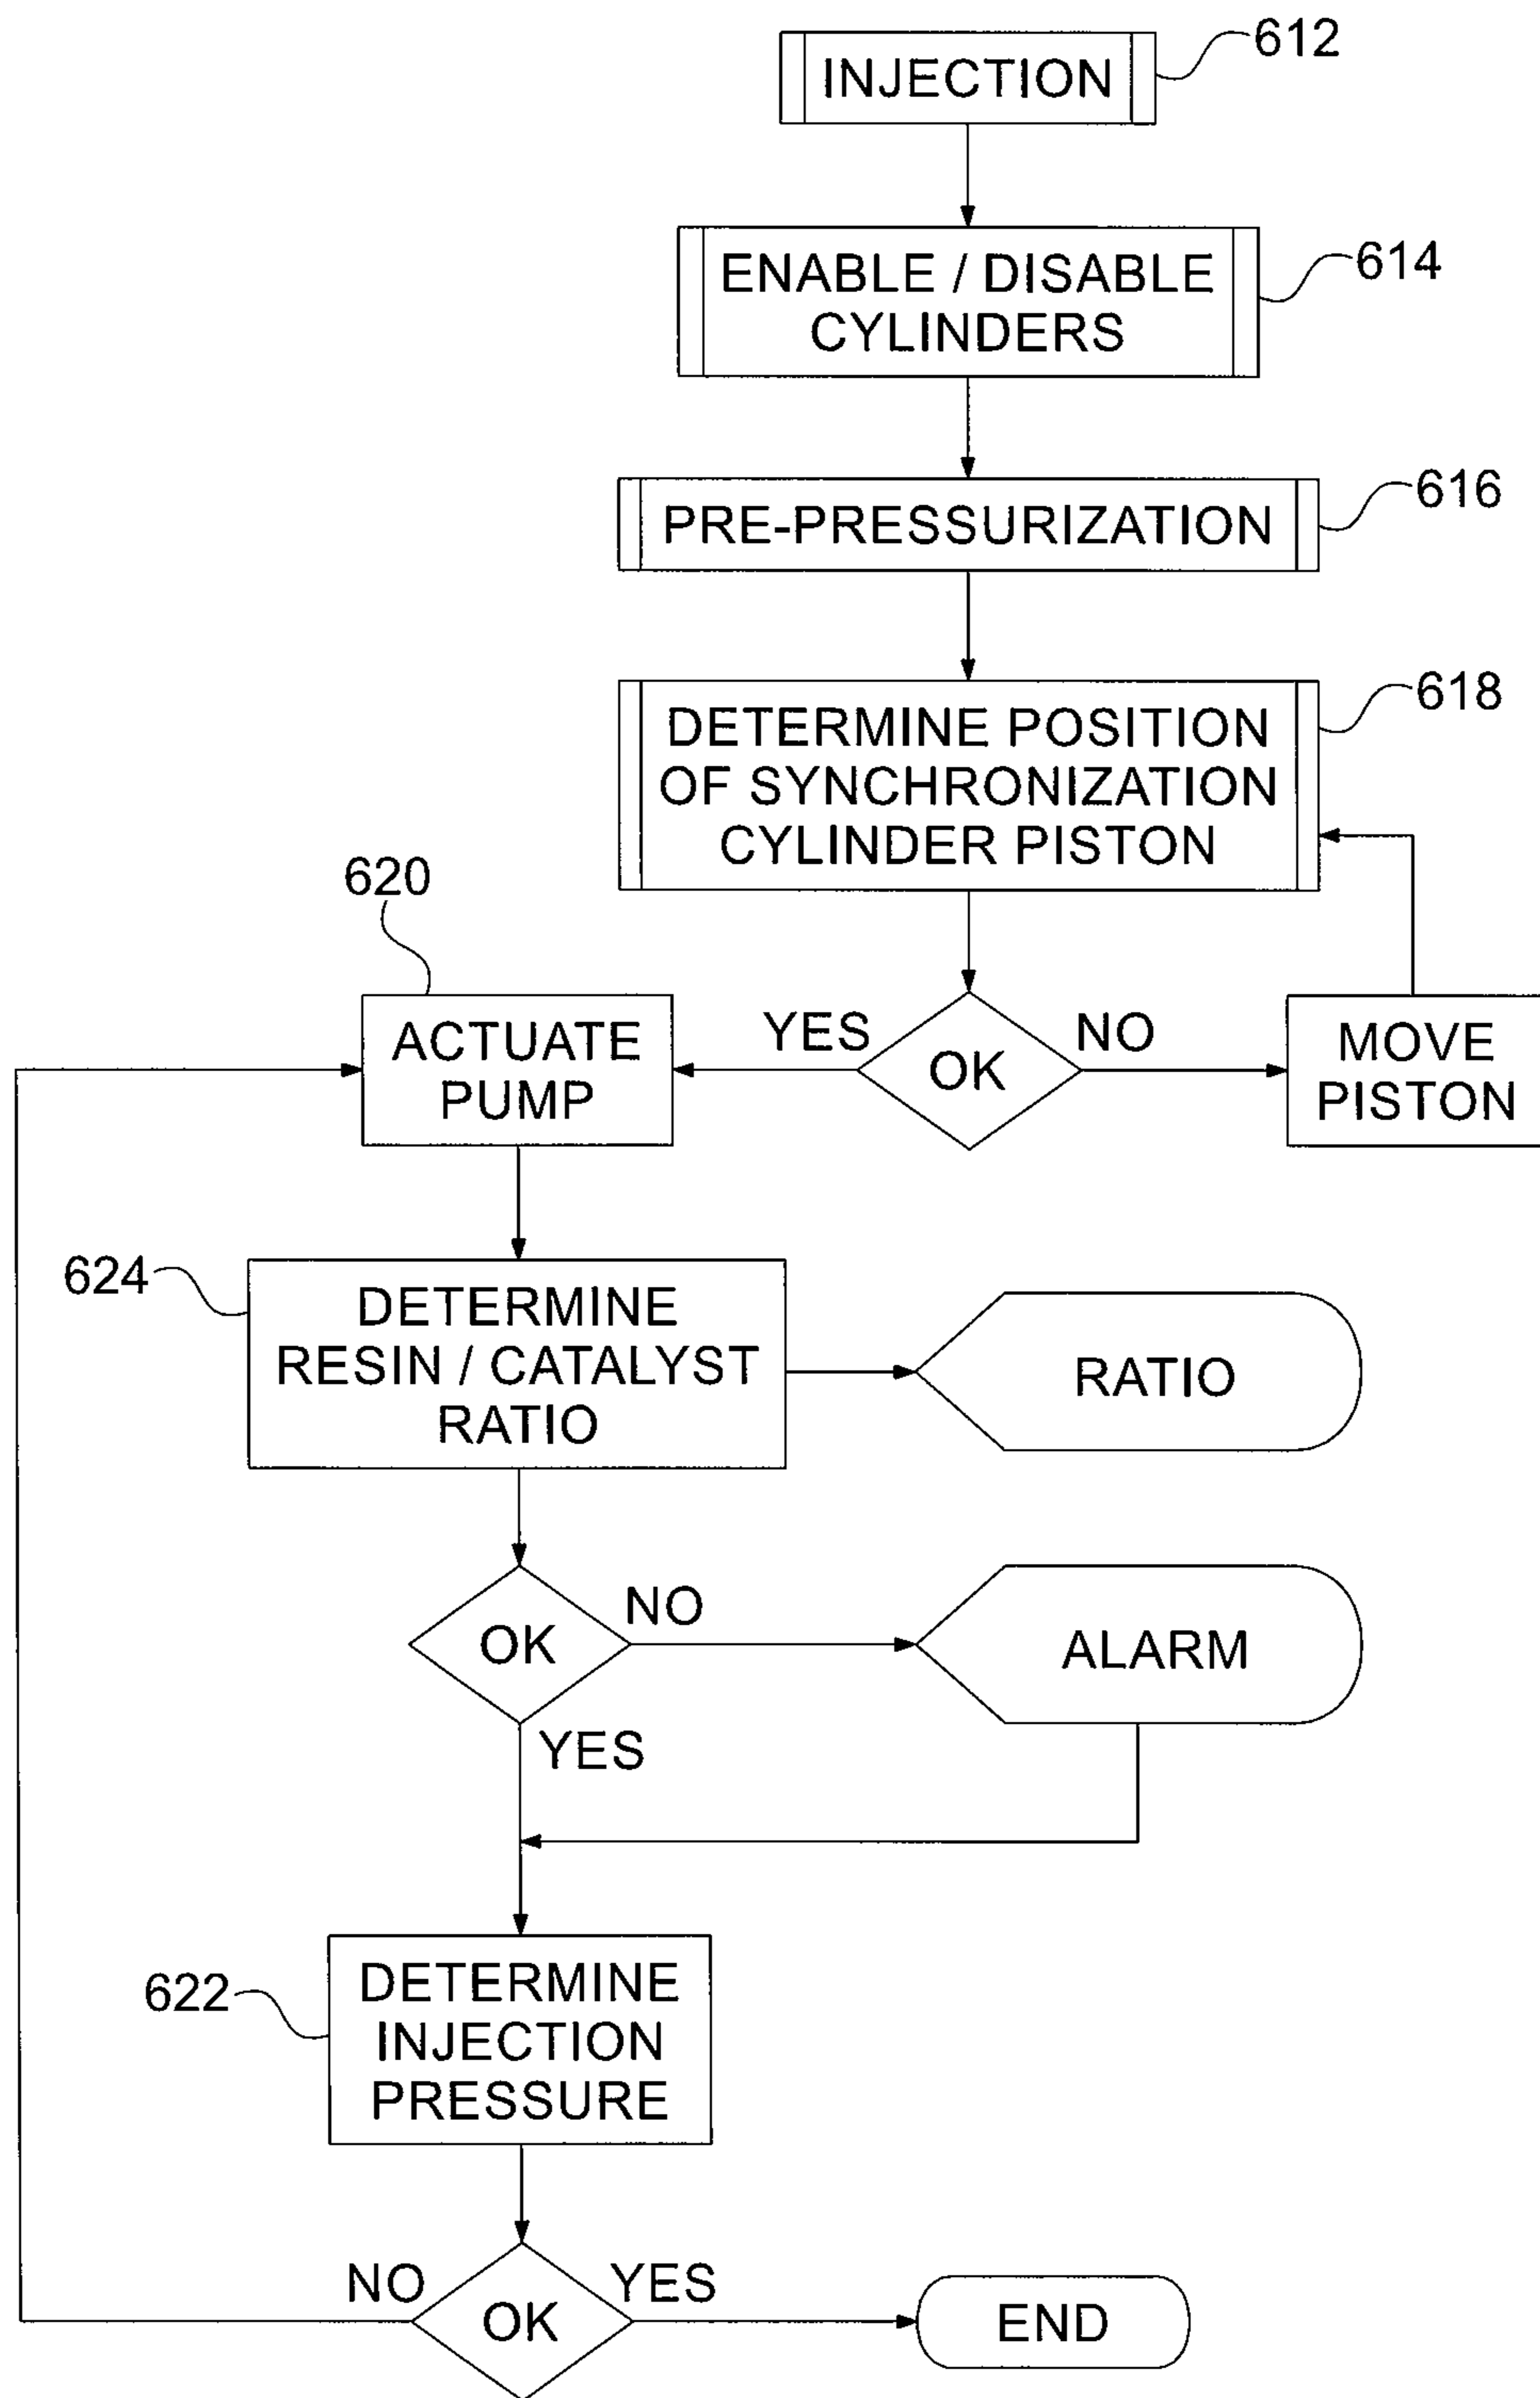 INJECTION
612
ENABLE / DISABLE
CYLINDERS
614
PRE-PRESSURIZATION
616
DETERMINE POSITION
OF SYNCHRONIZATION
CYLINDER PISTON
618
620
ACTUATE
PUMP
YES
OK
NO
MOVE
PISTON
624
DETERMINE
RESIN / CATALYST
RATIO
RATIO
OK
NO
ALARM
YES
622
DETERMINE
INJECTION
PRESSURE
NO
OK
YES
END